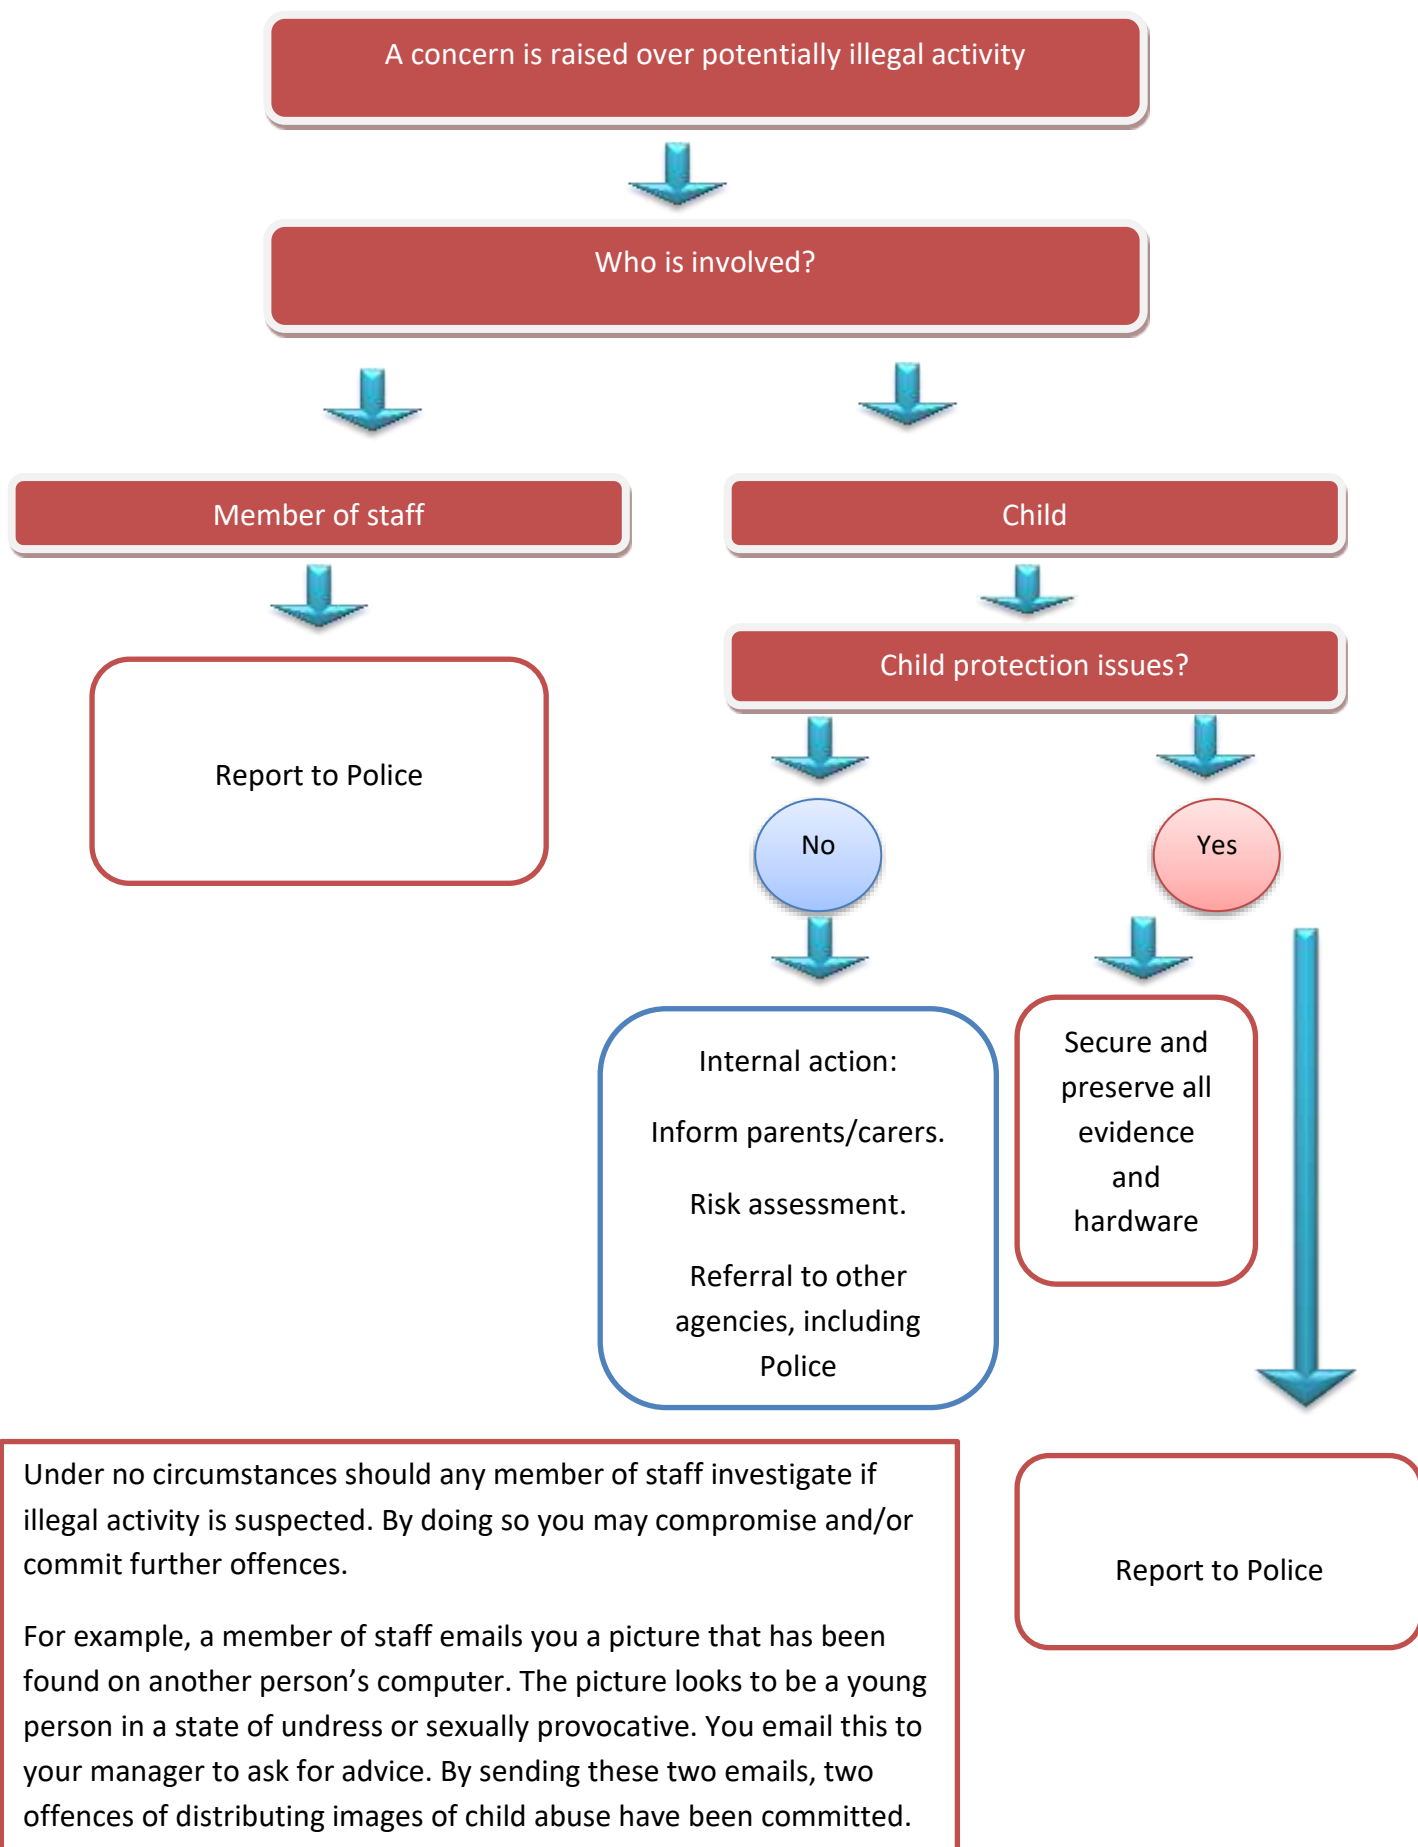 A concern is raised over potentially illegal activity
Who is involved?
Member of staff
Child
Child protection issues?
Report to Police
No
Yes
Internal action:
Inform parents/carers.
Risk assessment.
Referral to other
agencies, including
Police
Secure and
preserve all
evidence
and
hardware
Report to Police
Under no circumstances should any member of staff investigate if
illegal activity is suspected. By doing so you may compromise and/or
commit further offences.
For example, a member of staff emails you a picture that has been
found on another person’s computer. The picture looks to be a young
person in a state of undress or sexually provocative. You email this to
your manager to ask for advice. By sending these two emails, two
offences of distributing images of child abuse have been committed.